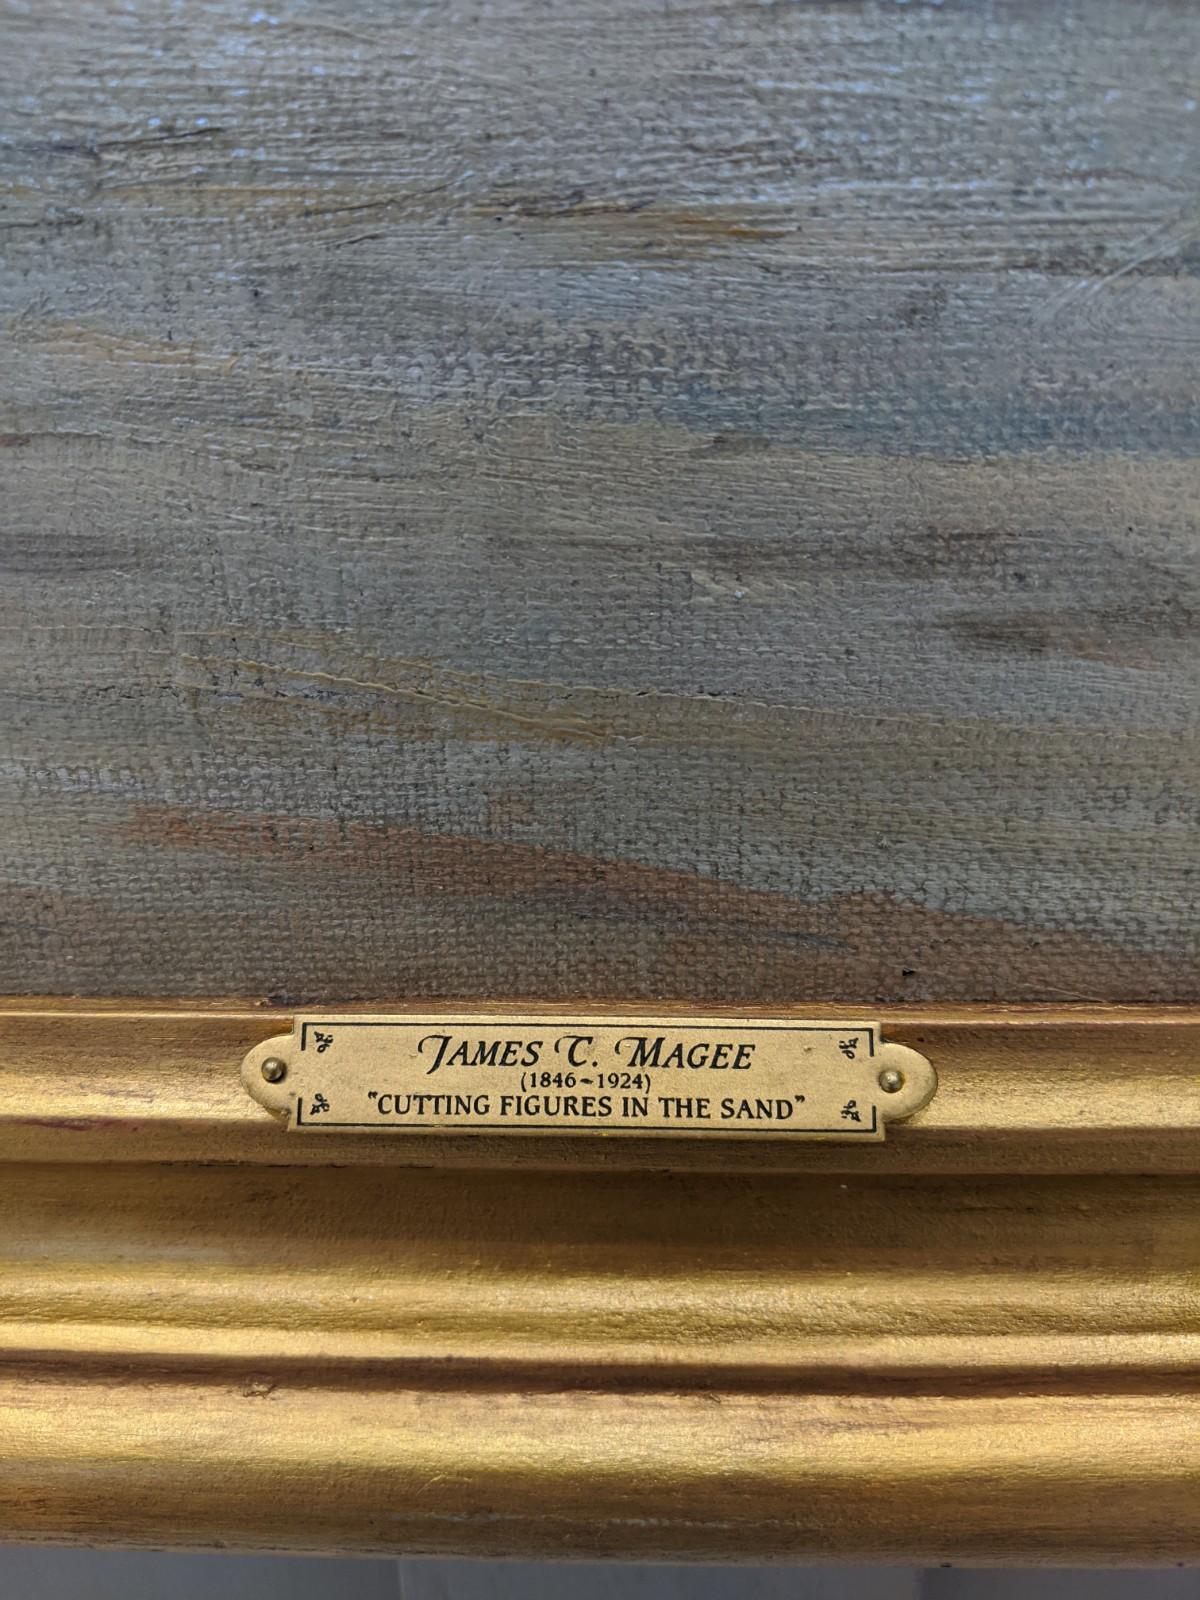 JAMES C. MAGEE
(1846~1924)
"CUTTING FIGURES IN THE SAND"